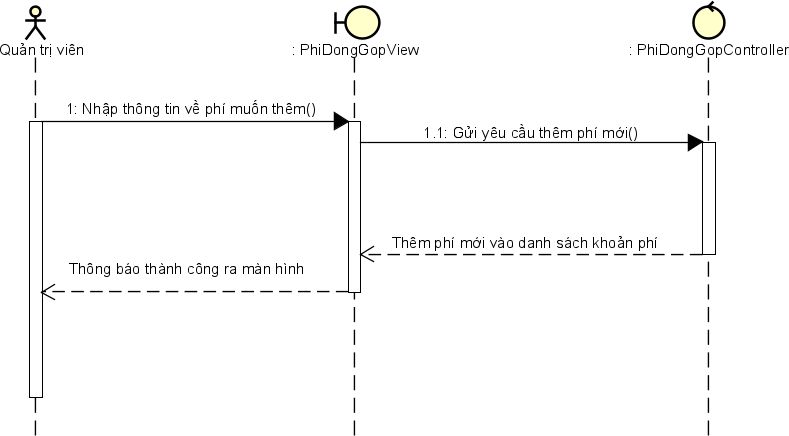 Quản trị viên
: PhiDongGopView
: PhiDongGopController
1: Nhập thông tin về phí muốn thêm()
1.1: Gửi yêu cầu thêm phí mới()
Thêm phí mới vào danh sách khoản phí
Thông báo thành công ra màn hình